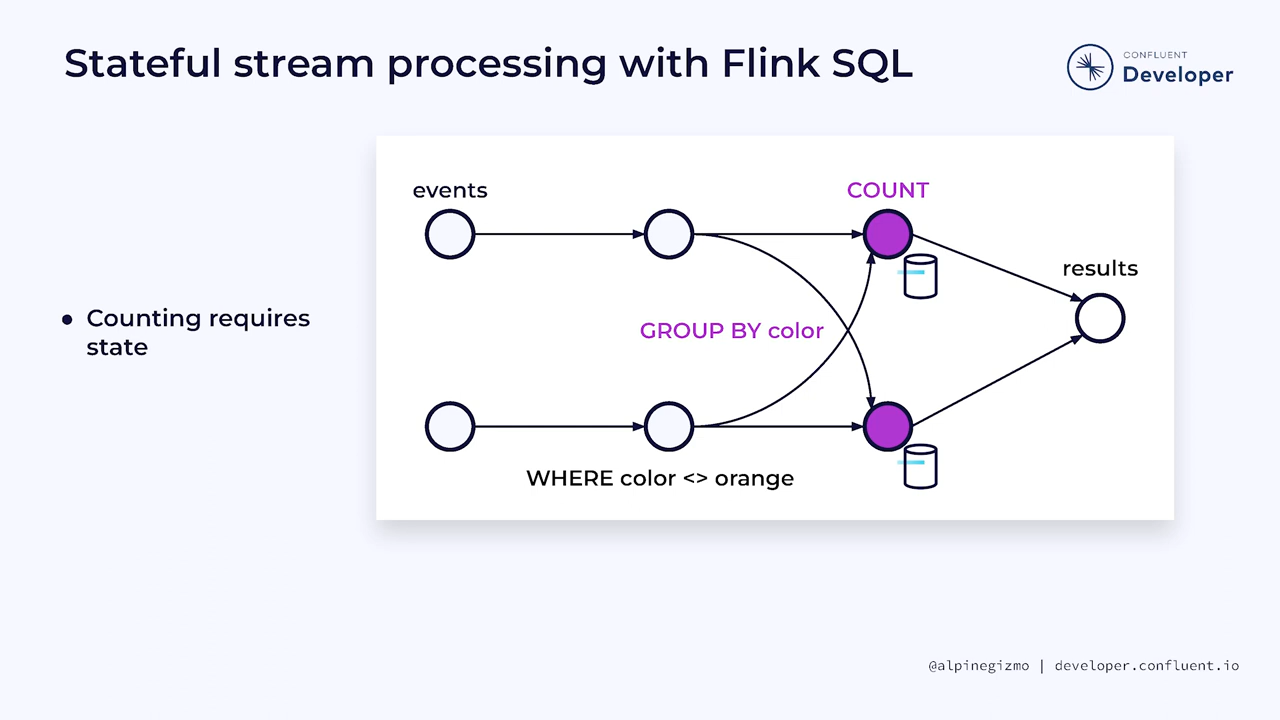 Stateful stream processing with Flink SQL
CONFLUENT
Developer
events
COUNT
results
● Counting requires
state
GROUP BY color
WHERE color <> orange
@alpinegizmo | developer.confluent.io